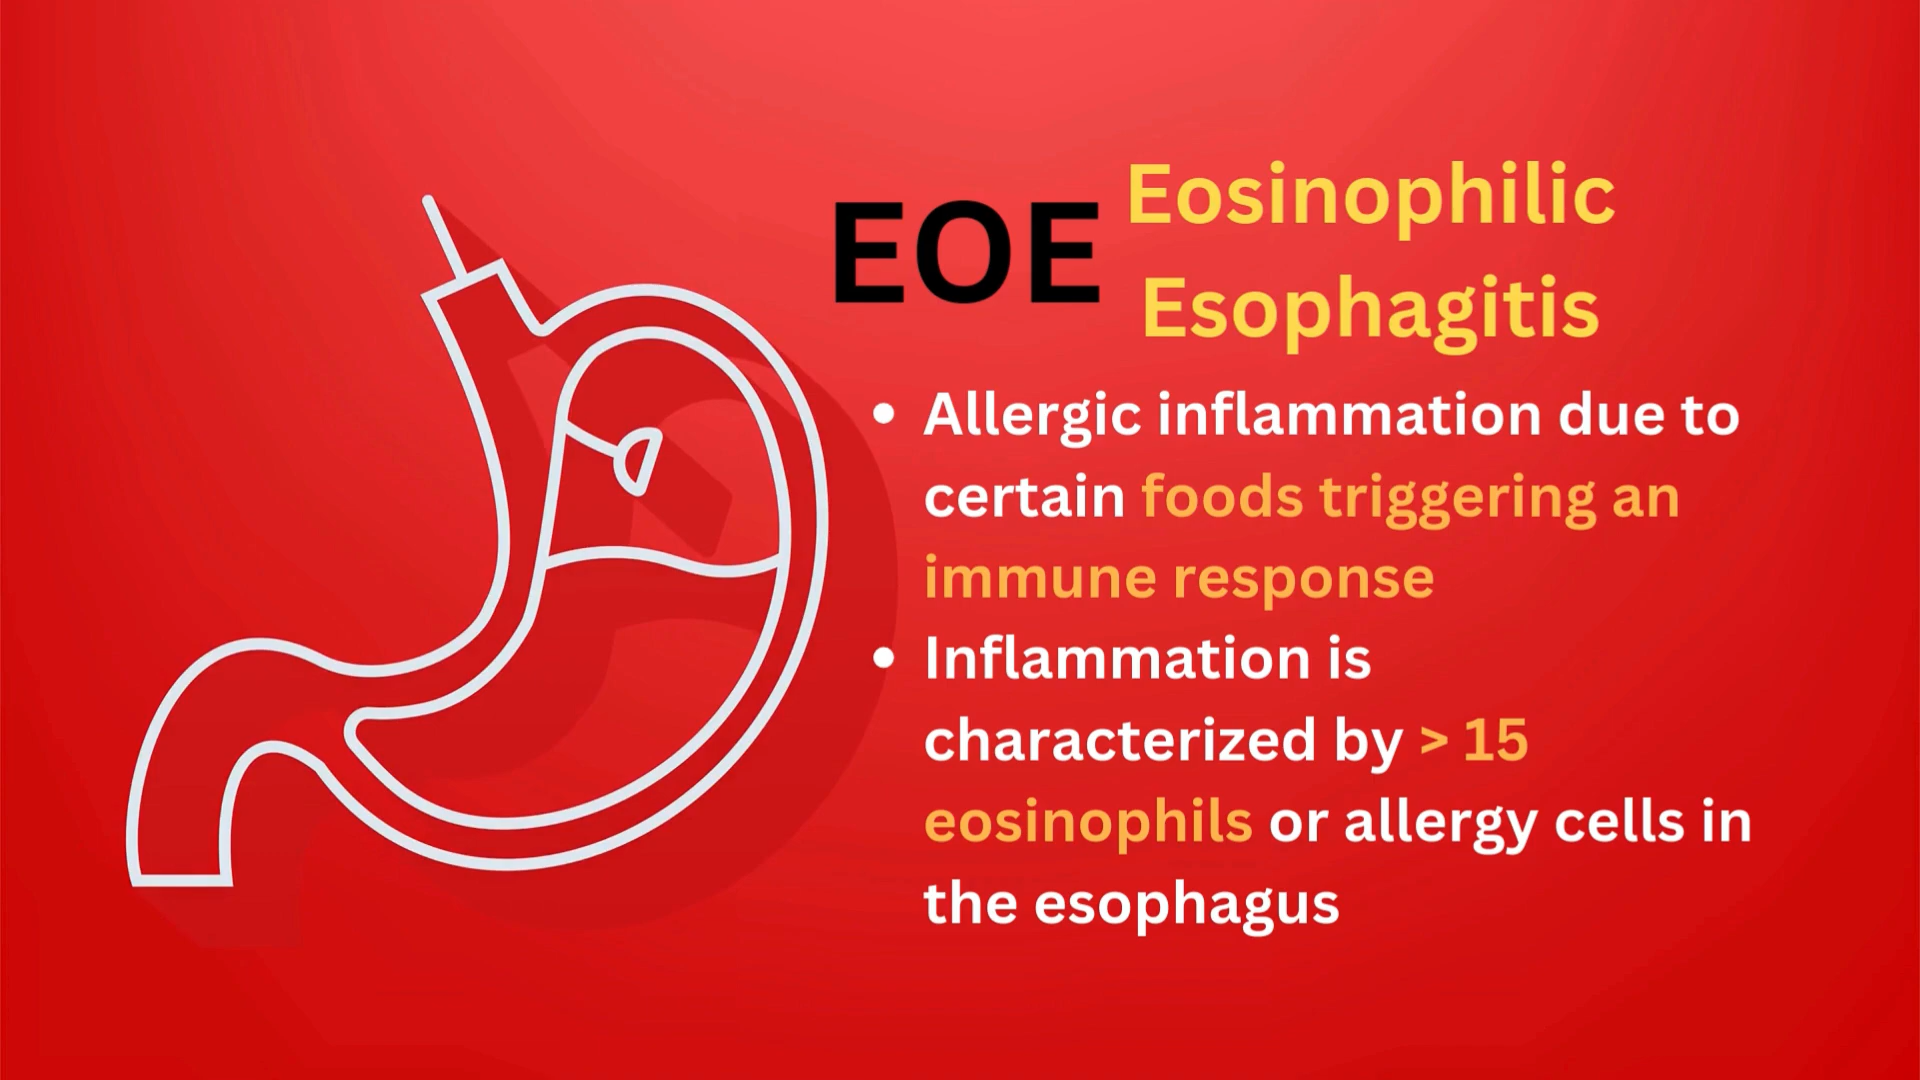 EOE
Eosinophilic
Esophagitis
• Allergic inflammation due to
certain foods triggering an
immune response
• Inflammation is
characterized by > 15
eosinophils or allergy cells in
the esophagus